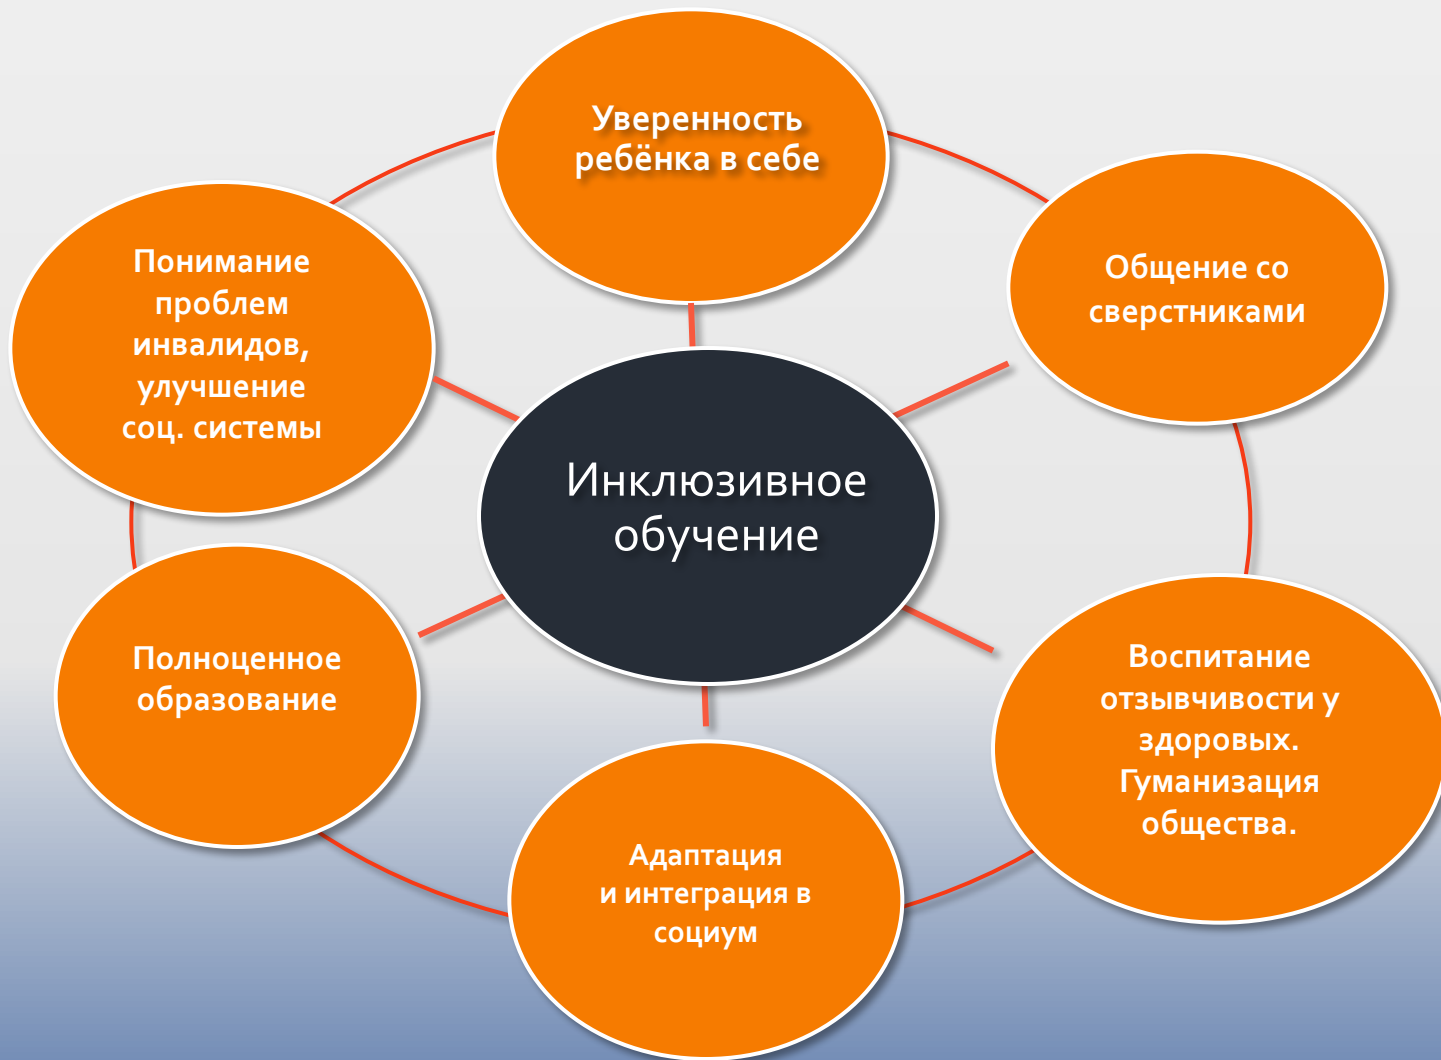 Уверенность
ребёнка в себе
Общение со
сверстниками
Воспитание
отзывчивости у
здоровых.
Гуманизация
общества.
Адаптация
и интеграция в
социум
Полноценное
образование
Понимание
проблем
инвалидов,
улучшение
соц. системы
Инклюзивное
обучение